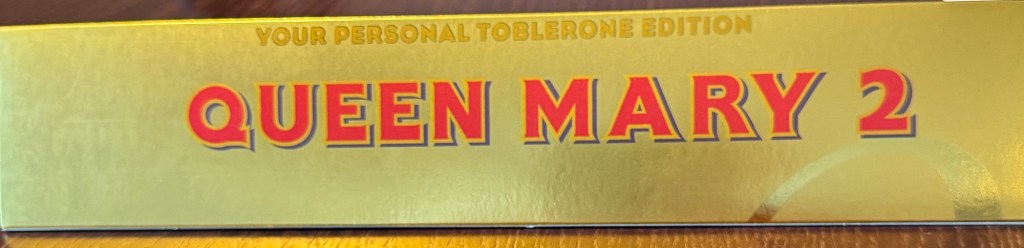 YOUR PERSONAL TOBLERONE EDITION
QUEEN MARY 2